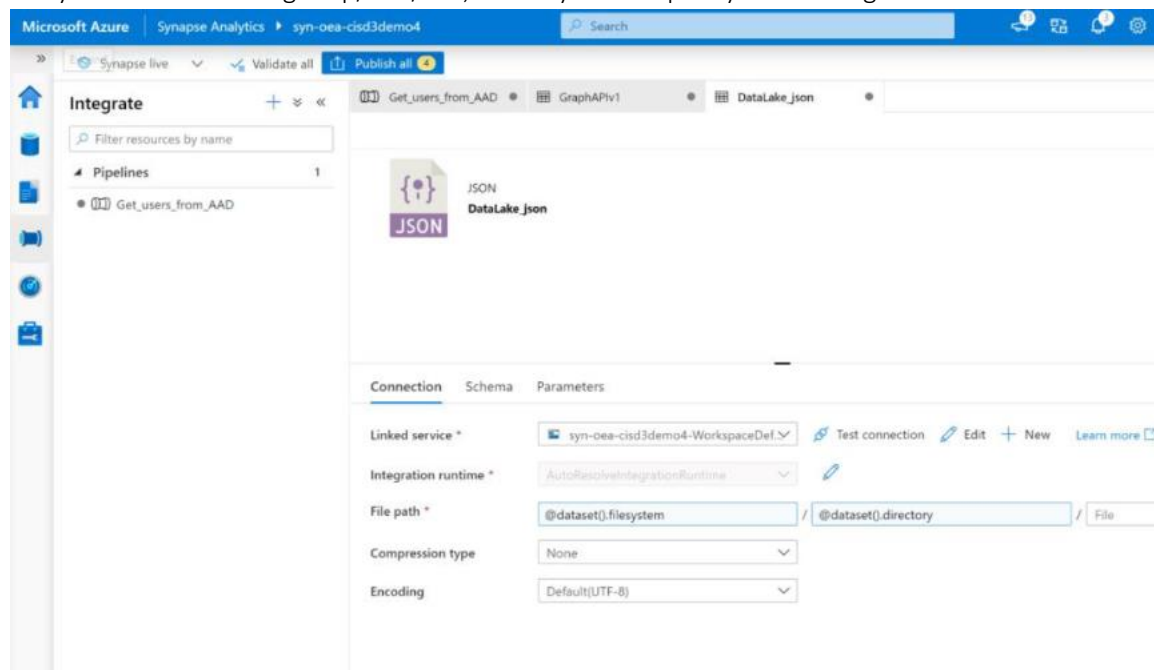 Microsoft Azure Synapse Analytics syn-oea-cisd3demo4 Search
Synapse live Validate all Publish all 4
Integrate
Filter resources by name
Pipelines 1
Get_users_from_AAD
Get_users_from_AAD GraphAPIv1 DataLake_json
{ } JSON
JSON
DataLake_json
Connection Schema Parameters
Linked service * syn-oea-cisd3demo4-WorkspaceDef... Test connection Edit New Learn more
Integration runtime * AutoResolveIntegrationRuntime
File path * @dataset().filesystem / @dataset().directory / File
Compression type None
Encoding Default(UTF-8)